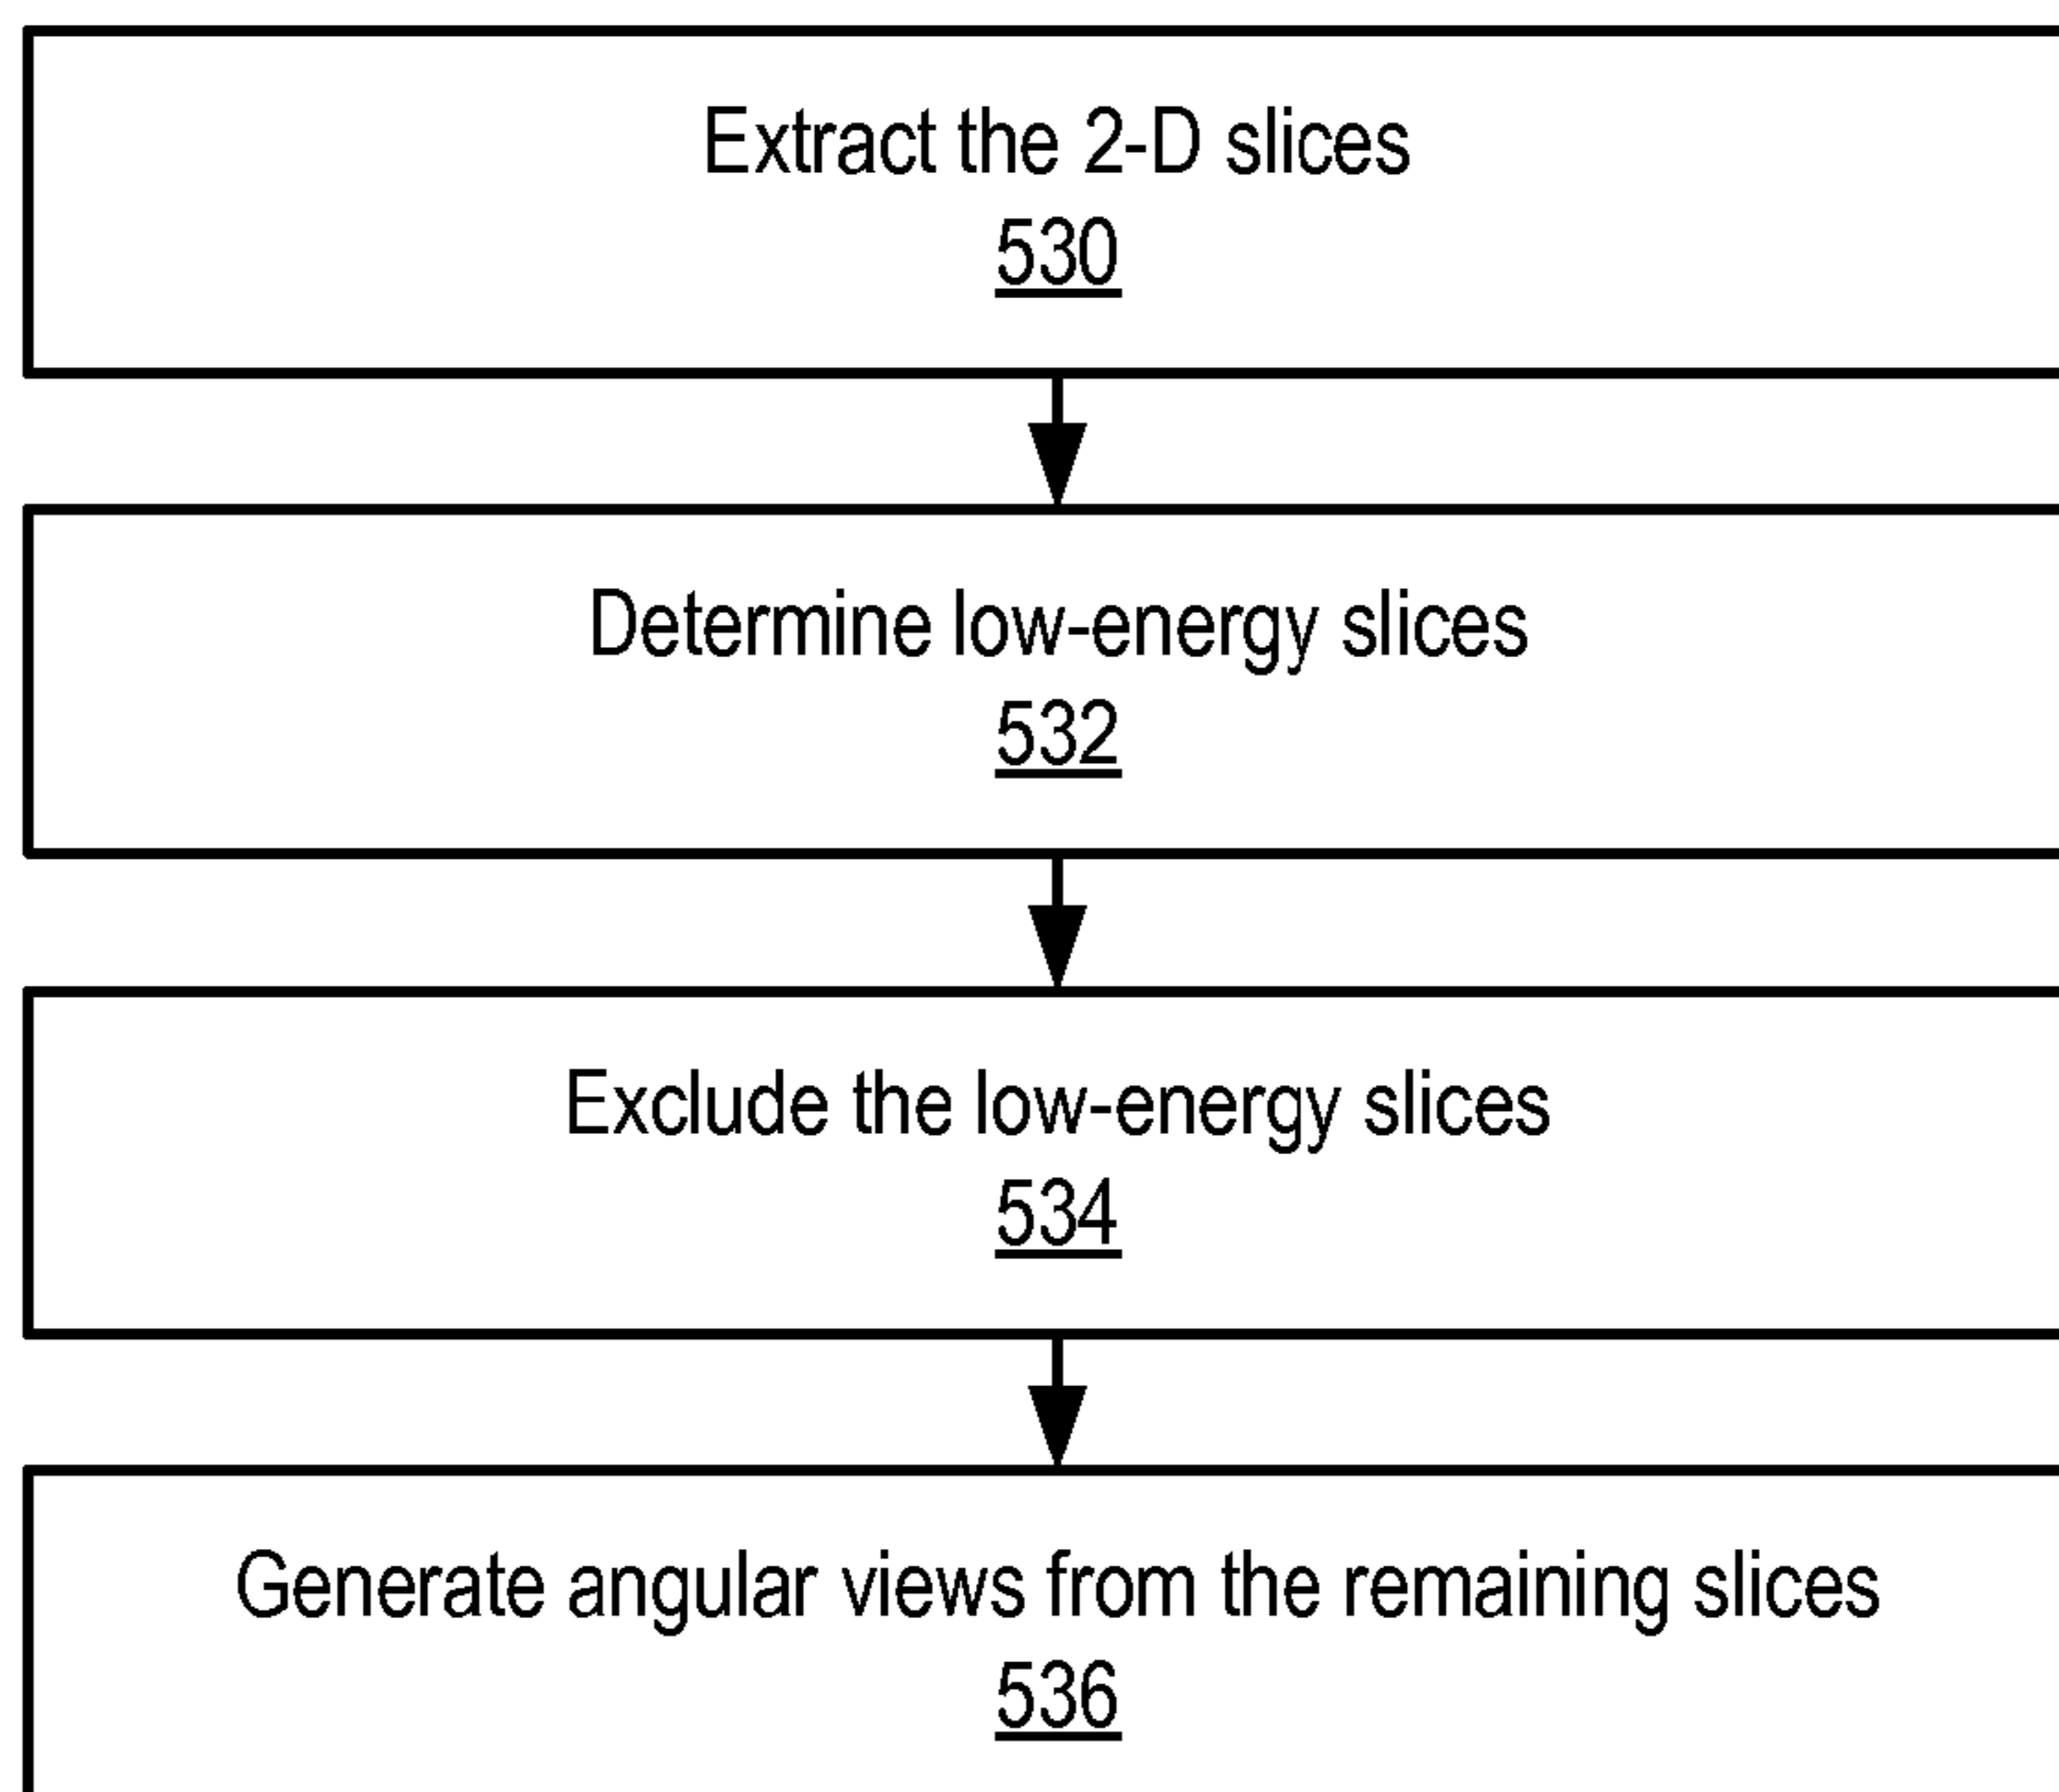 Extract the 2-D slices
530
Determine low-energy slices
532
Exclude the low-energy slices
534
Generate angular views from the remaining slices
536